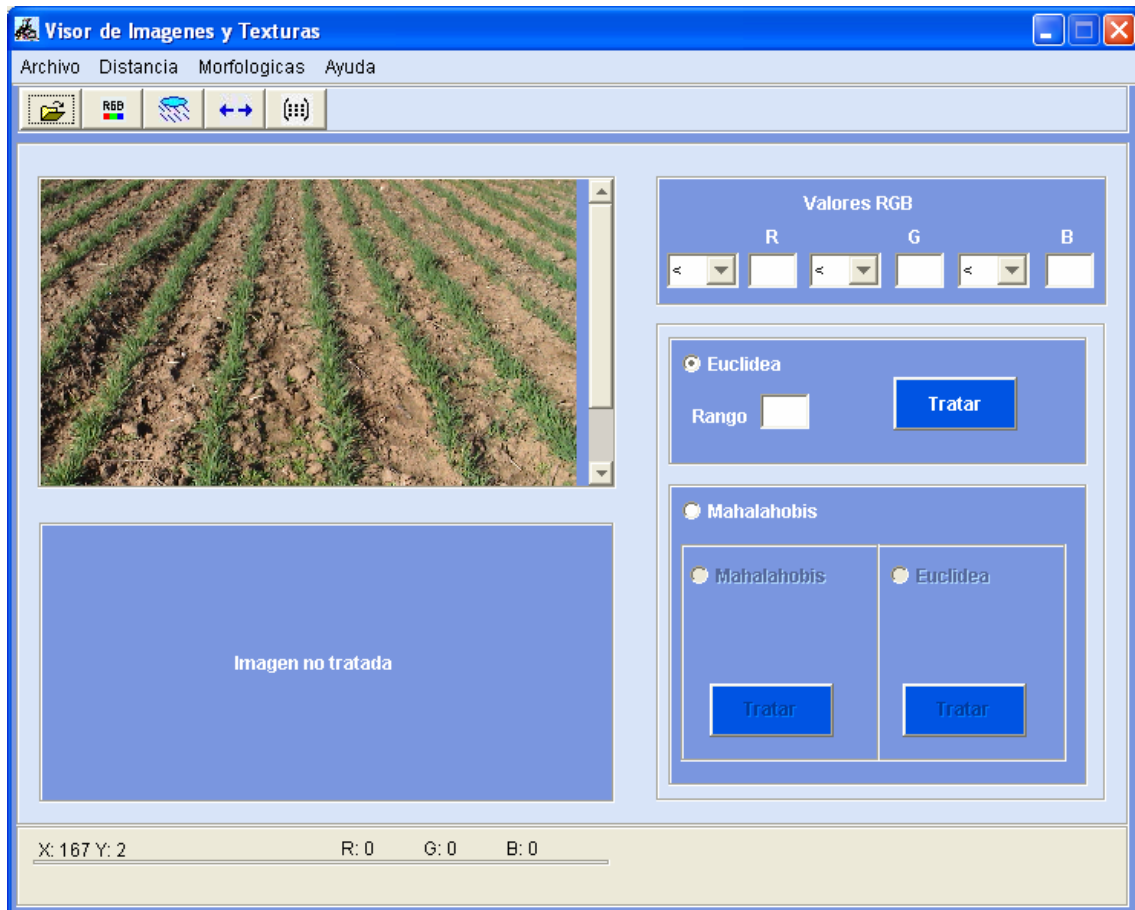 Visor de Imagenes y Texturas
Archivo Distancia Morfologicas Ayuda
RGB
Valores RGB
R G B
< < <
Euclidea
Rango
Tratar
Mahalahobis
Mahalahobis Euclidea
Tratar Tratar
Imagen no tratada
X: 167 Y: 2 R: 0 G: 0 B: 0